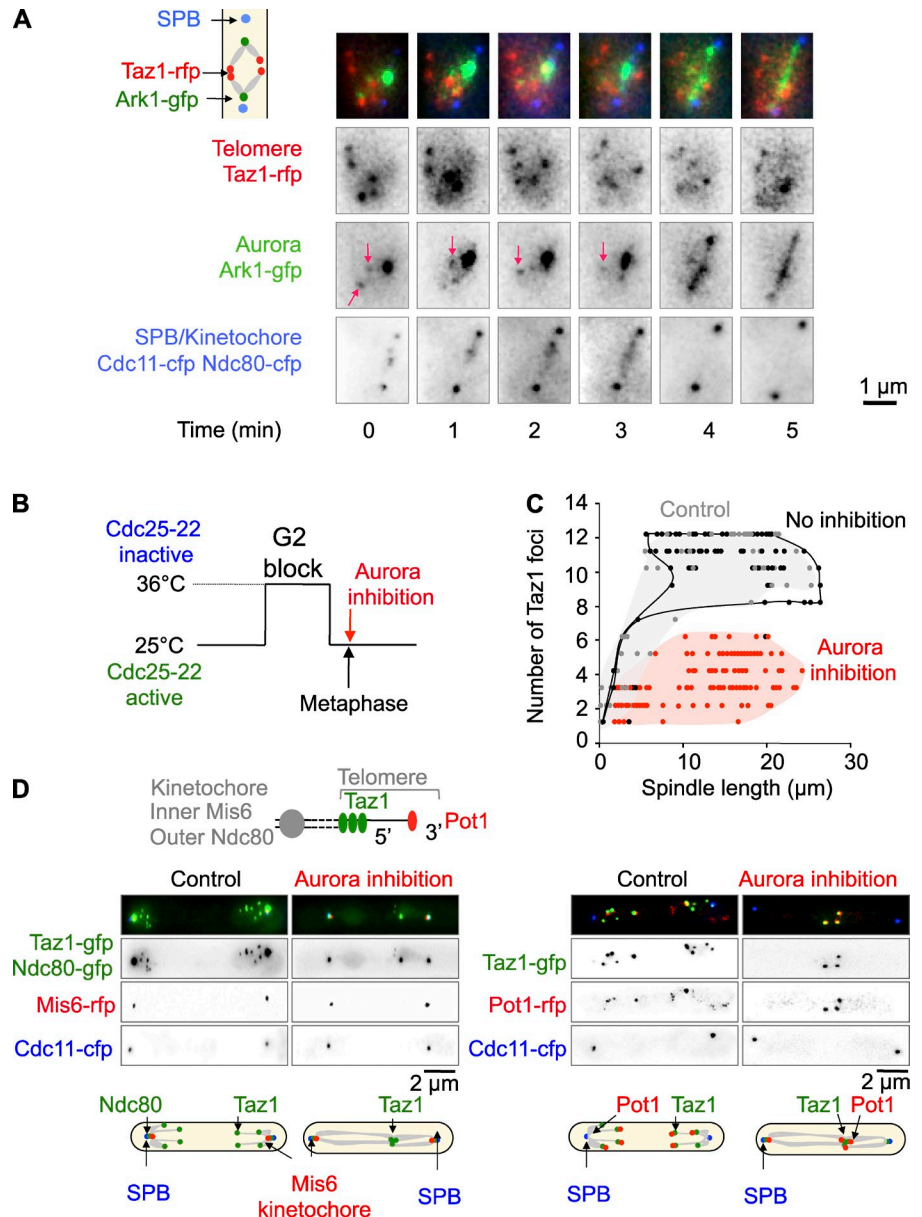 A
SPB
Taz1-rfp
Ark1-gfp
Telomere
Taz1-rfp
Aurora
Ark1-gfp
SPB/Kinetochore
Cdc11-cfp Ndc80-cfp
1 µm
Time (min) 0 1 2 3 4 5
B
Cdc25-22
inactive
36°C
G2
block
Aurora
inhibition
25°C
Cdc25-22
active
Metaphase
C
Number of Taz1 foci
14
12
10
8
6
4
2
0
Control
No inhibition
Aurora
inhibition
0 10 20 30
Spindle length (µm)
D
Kinetochore
Inner Mis6
Outer Ndc80
Telomere
Taz1
5’
3’
Pot1
Control Aurora inhibition
Taz1-gfp
Ndc80-gfp
Mis6-rfp
Cdc11-cfp
2 µm
Ndc80 Taz1 Taz1
SPB
Mis6
kinetochore
SPB
Control Aurora inhibition
Taz1-gfp
Pot1-rfp
Cdc11-cfp
2 µm
Pot1 Taz1 Taz1 Pot1
SPB SPB